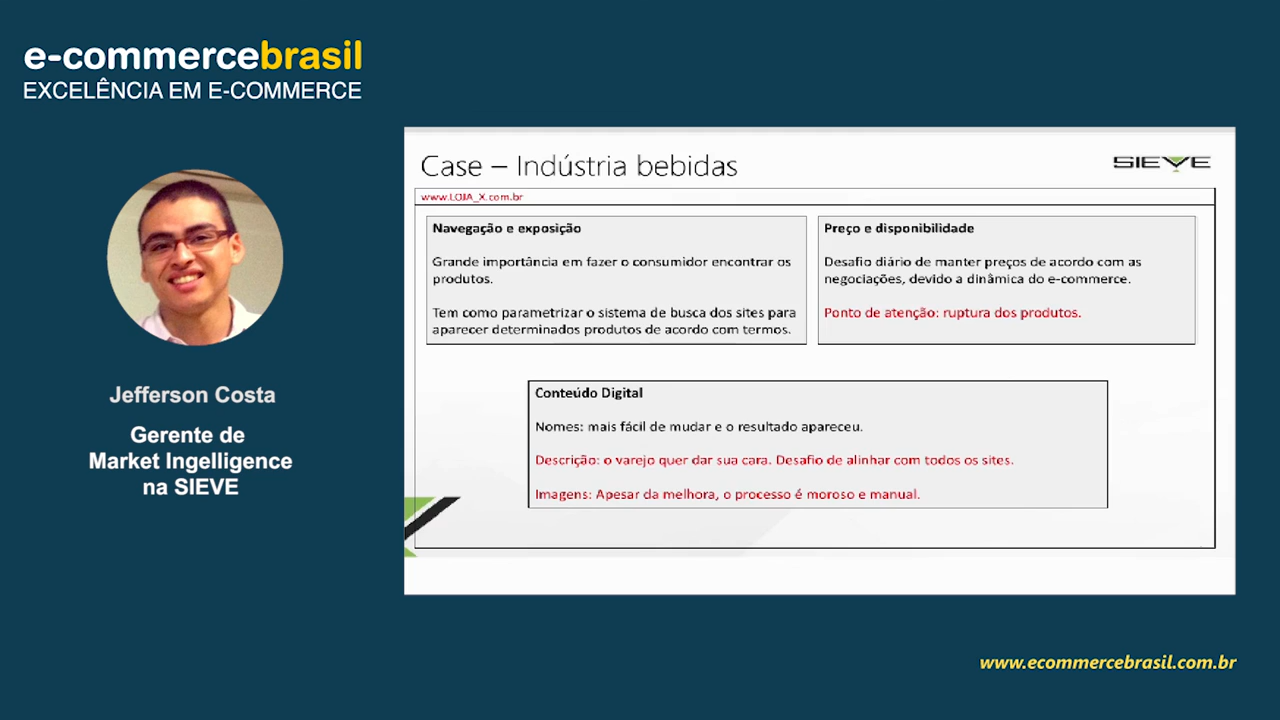 e-commercebrasil
EXCELÊNCIA EM E-COMMERCE
Jefferson Costa
Gerente de
Market Ingelligence
na SIEVE
Case – Indústria bebidas
SIEVE
www.LOJA_X.com.br
Navegação e exposição
Grande importância em fazer o consumidor encontrar os
produtos.
Tem como parametrizar o sistema de busca dos sites para
aparecer determinados produtos de acordo com termos.
Preço e disponibilidade
Desafio diário de manter preços de acordo com as
negociações, devido a dinâmica do e-commerce.
Ponto de atenção: ruptura dos produtos.
Conteúdo Digital
Nomes: mais fácil de mudar e o resultado apareceu.
Descrição: o varejo quer dar sua cara. Desafio de alinhar com todos os sites.
Imagens: Apesar da melhora, o processo é moroso e manual.
www.ecommercebrasil.com.br